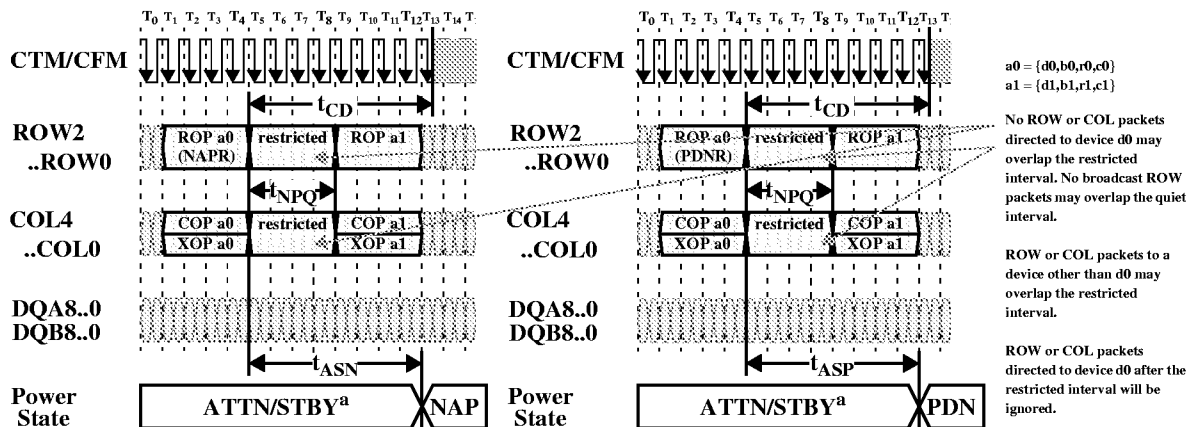 T0 T1 T2 T3 T4 T5 T6 T7 T8 T9 T10 T11 T12 T13 T14 T
CTM/CFM
tCD
ROW2
..ROW0
ROP a0
(NAPR)
restricted
ROP a1
tNPQ
COL4
..COL0
COP a0
XOP a0
restricted
COP a1
XOP a1
DQA8..0
DQB8..0
tASN
Power
State
ATTN/STBYa
NAP
T0 T1 T2 T3 T4 T5 T6 T7 T8 T9 T10 T11 T12 T13 T14 T
CTM/CFM
tCD
ROW2
..ROW0
ROP a0
(PDNR)
restricted
ROP a1
tNPQ
COL4
..COL0
COP a0
XOP a0
restricted
COP a1
XOP a1
DQA8..0
DQB8..0
tASP
Power
State
ATTN/STBYa
PDN
a0 = {d0,b0,r0,c0}
a1 = {d1,b1,r1,c1}
No ROW or COL packets
directed to device d0 may
overlap the restricted
interval. No broadcast ROW
packets may overlap the quiet
interval.
ROW or COL packets to a
device other than d0 may
overlap the restricted
interval.
ROW or COL packets
directed to device d0 after the
restricted interval will be
ignored.